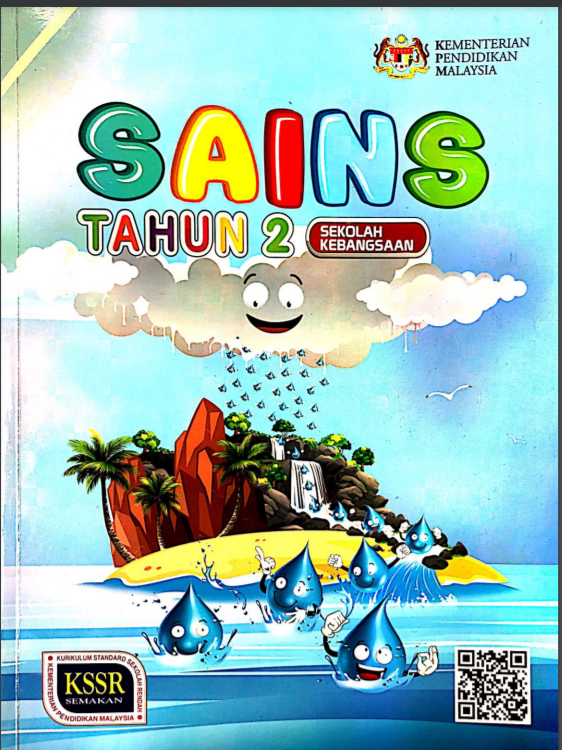 KEMENTERIAN
PENDIDIKAN
MALAYSIA
SAINS
TAHUN 2
SEKOLAH
KEBANGSAAN
KURIKULUM STANDARD SEKOLAH RENDAH
KSSR
SEMAKAN
KEMENTERIAN PENDIDIKAN MALAYSIA